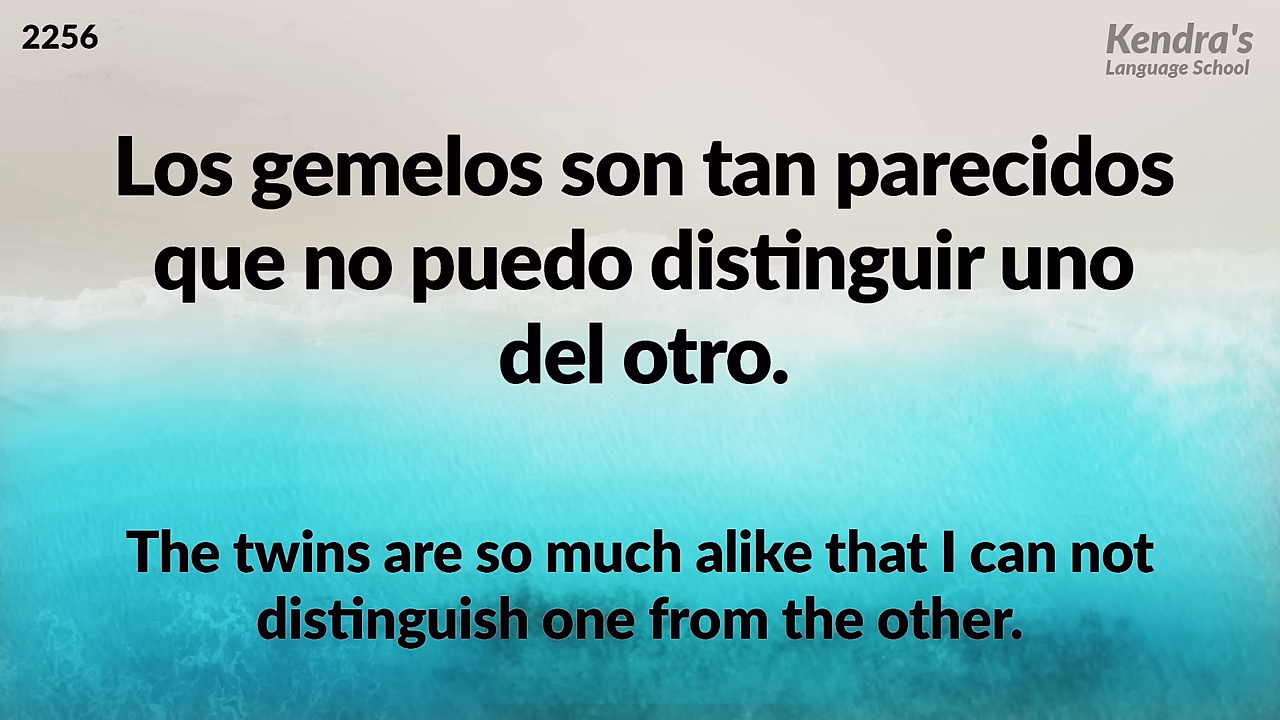 2256
Kendra's
Language School
Los gemelos son tan parecidos
que no puedo distinguir uno
del otro.
The twins are so much alike that I can not
distinguish one from the other.